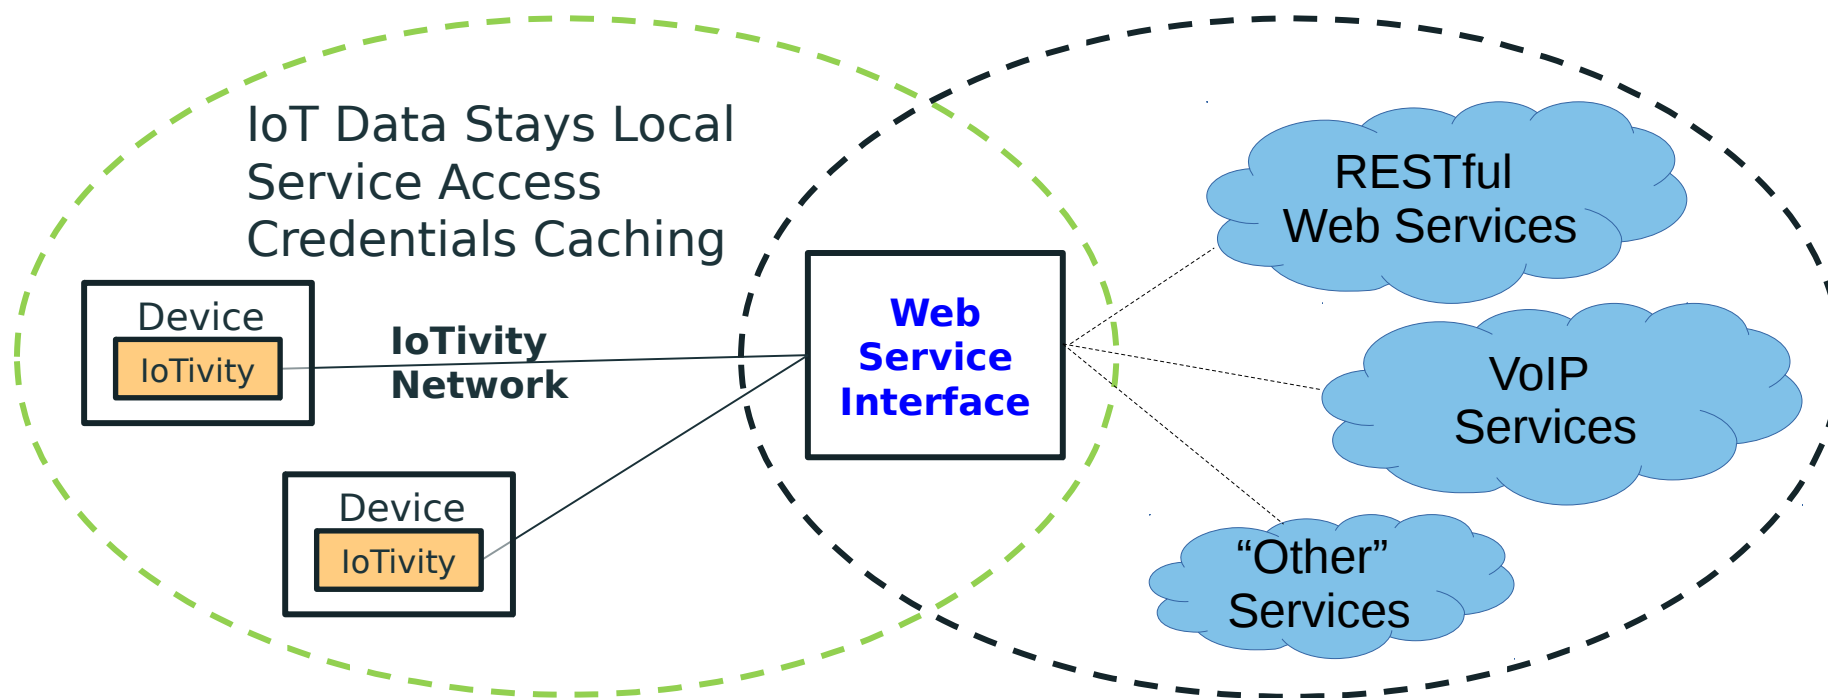 IoT Data Stays Local
Service Access
Credentials Caching
Device
IoTivity
IoTivity
Network
Device
IoTivity
Web
Service
Interface
RESTful
Web Services
VoIP
Services
“Other”
Services